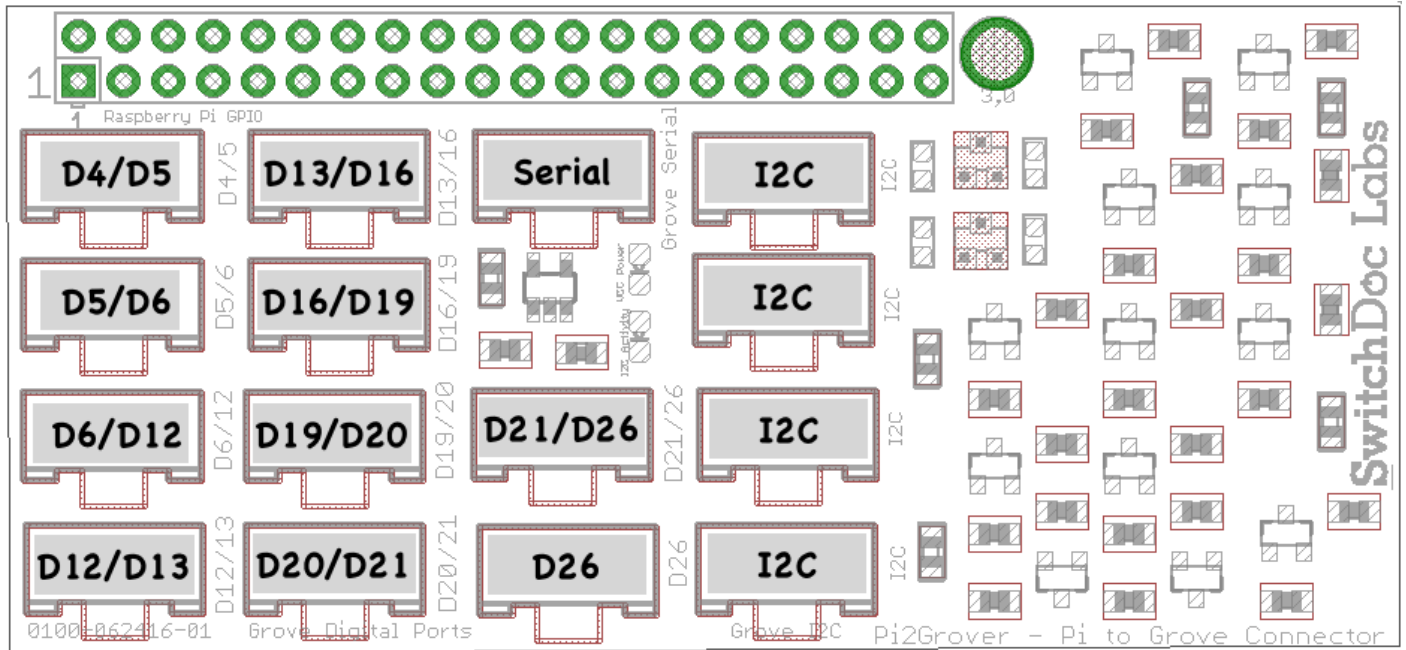 1
1
Raspberry Pi GPIO
3,0
D4/D5
D4/5
D13/D16
D13/16
Serial
Grove Serial
I2C
I2C
D5/D6
D5/6
D16/D19
D16/19
VCC Power
I2C Activity
I2C
I2C
D6/D12
D6/12
D19/D20
D19/20
D21/D26
D21/26
I2C
I2C
D12/D13
D12/13
D20/D21
D20/21
D26
D26
I2C
I2C
SwitchDoc Labs
0100-062416-01
Grove Digital Ports
Grove I2C
Pi2Grover - Pi to Grove Connector